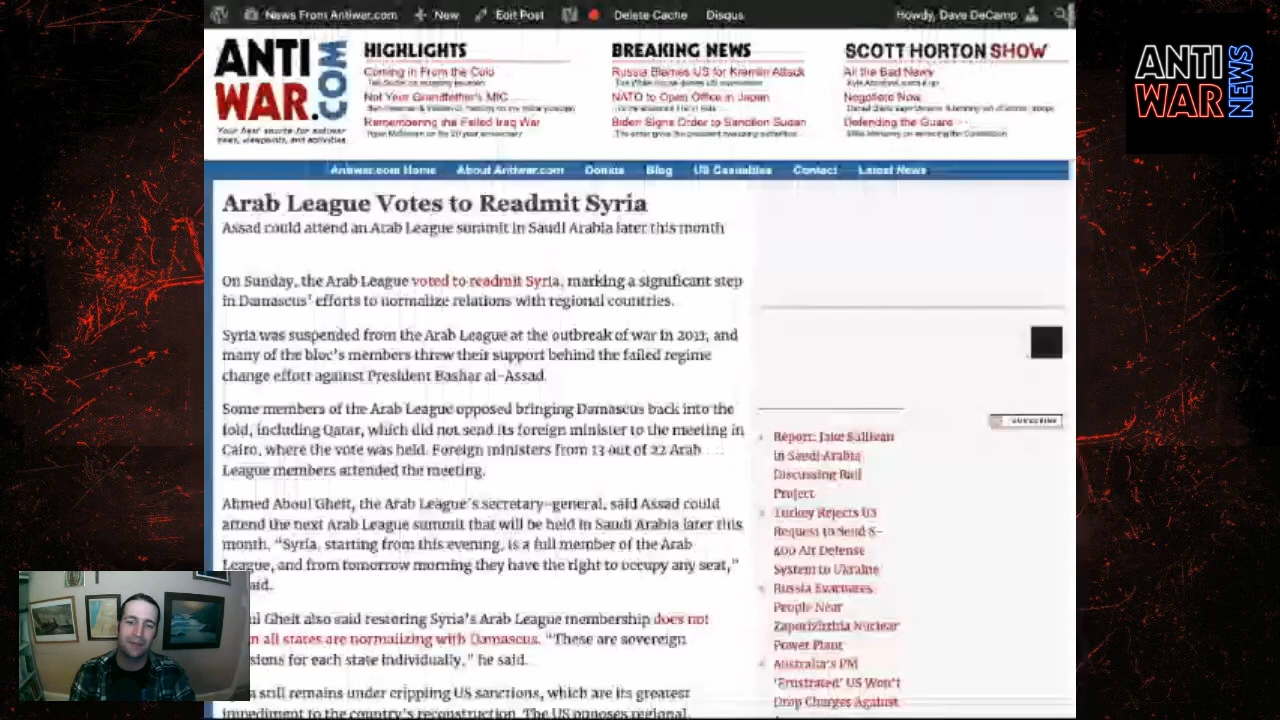 News From Antiwar.com
New
Edit Post
Delete Cache
Disqus
Howdy, Dave DeCamp
ANTI
WAR
.COM
Your best source for antiwar
news, viewpoints, and activities
HIGHLIGHTS
Coming in From the Cold
Not Your Grandfather's MIC
Remembering the Failed Iraq War
BREAKING NEWS
Russia Blames US for Kremlin Attack
NATO to Open Office in Japan
Biden Signs Order to Sanction Sudan
SCOTT HORTON SHOW
All the Bad News
Negotiate Now
Defending the Guard
ANTI
WAR
NEWS
Antiwar.com Home
About Antiwar.com
Donate
Blog
US Casualties
Contact
Latest News
Arab League Votes to Readmit Syria
Assad could attend an Arab League summit in Saudi Arabia later this month
On Sunday, the Arab League voted to readmit Syria, marking a significant step
in Damascus' efforts to normalize relations with regional countries.
Syria was suspended from the Arab League at the outbreak of war in 2011, and
many of the bloc's members threw their support behind the failed regime
change effort against President Bashar al-Assad.
Some members of the Arab League opposed bringing Damascus back into the
fold, including Qatar, which did not send its foreign minister to the meeting in
Cairo, where the vote was held. Foreign ministers from 13 out of 22 Arab
League members attended the meeting.
Ahmed Aboul Gheit, the Arab League's secretary-general, said Assad could
attend the next Arab League summit that will be held in Saudi Arabia later this
month. "Syria, starting from this evening, is a full member of the Arab
League, and from tomorrow morning they have the right to occupy any seat,"
aid.
ul Gheit also said restoring Syria's Arab League membership does not
n all states are normalizing with Damascus. "These are sovereign
sions for each state individually," he said.
a still remains under crippling US sanctions, which are its greatest
impediment to the country's reconstruction. The US opposes regional
SUBSCRIBE
Report: Jake Sullivan
in Saudi Arabia
Discussing Rail
Project
Turkey Rejects US
Request to Send S-
400 Air Defense
System to Ukraine
Russia Evacuates
People Near
Zaporizhzhia Nuclear
Power Plant
Australia's PM
'Frustrated' US Won't
Drop Charges Against